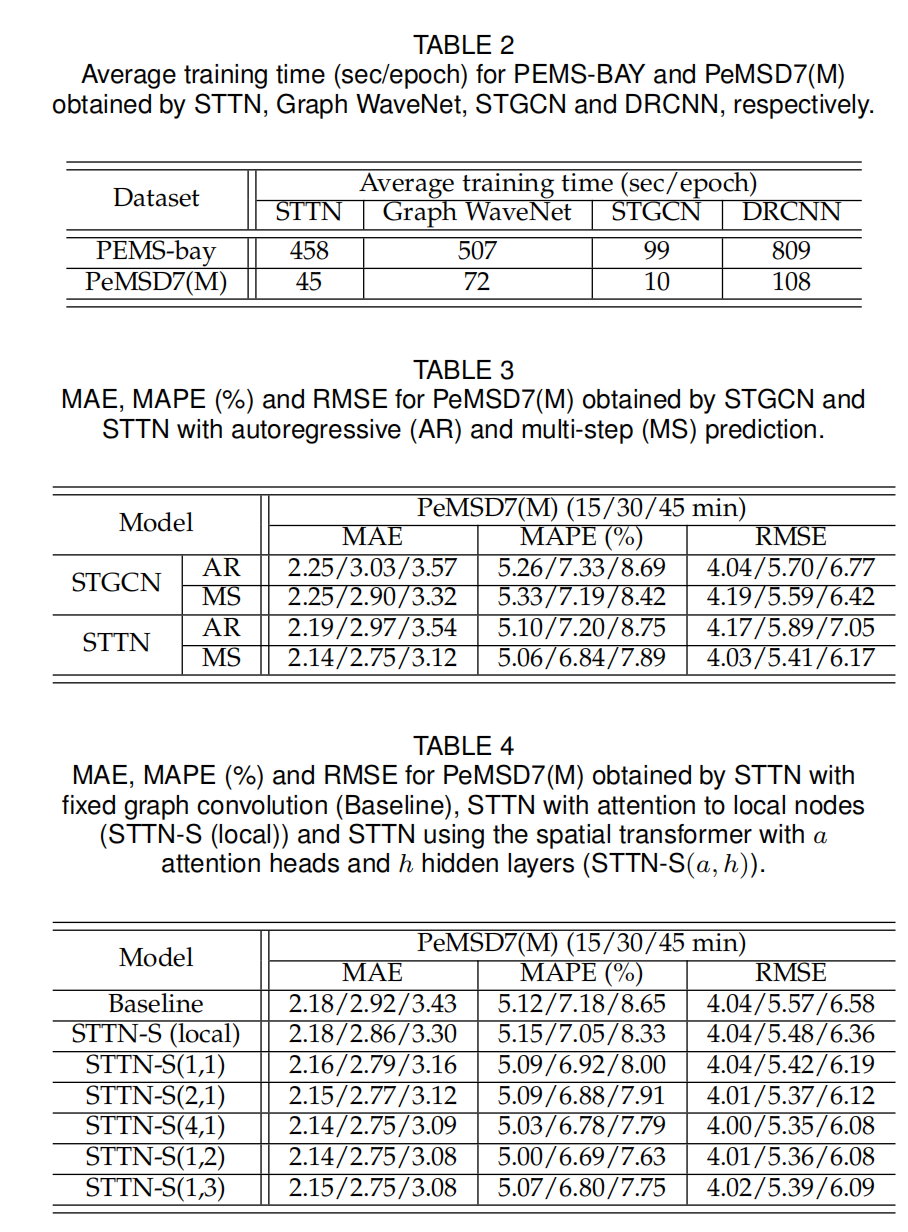 TABLE 2
Average training time (sec/epoch) for PEMS-BAY and PeMSD7(M)
obtained by STTN, Graph WaveNet, STGCN and DRCNN, respectively.
Dataset
Average training time (sec/epoch)
STTN Graph WaveNet STGCN DRCNN
PEMS-bay 458 507 99 809
PeMSD7(M) 45 72 10 108
TABLE 3
MAE, MAPE (%) and RMSE for PeMSD7(M) obtained by STGCN and
STTN with autoregressive (AR) and multi-step (MS) prediction.
Model
PeMSD7(M) (15/30/45 min)
MAE MAPE (%) RMSE
STGCN
AR 2.25/3.03/3.57 5.26/7.33/8.69 4.04/5.70/6.77
MS 2.25/2.90/3.32 5.33/7.19/8.42 4.19/5.59/6.42
STTN
AR 2.19/2.97/3.54 5.10/7.20/8.75 4.17/5.89/7.05
MS 2.14/2.75/3.12 5.06/6.84/7.89 4.03/5.41/6.17
TABLE 4
MAE, MAPE (%) and RMSE for PeMSD7(M) obtained by STTN with
fixed graph convolution (Baseline), STTN with attention to local nodes
(STTN-S (local)) and STTN using the spatial transformer with a
attention heads and h hidden layers (STTN-S(a, h)).
Model
PeMSD7(M) (15/30/45 min)
MAE MAPE (%) RMSE
Baseline 2.18/2.92/3.43 5.12/7.18/8.65 4.04/5.57/6.58
STTN-S (local) 2.18/2.86/3.30 5.15/7.05/8.33 4.04/5.48/6.36
STTN-S(1,1) 2.16/2.79/3.16 5.09/6.92/8.00 4.04/5.42/6.19
STTN-S(2,1) 2.15/2.77/3.12 5.09/6.88/7.91 4.01/5.37/6.12
STTN-S(4,1) 2.14/2.75/3.09 5.03/6.78/7.79 4.00/5.35/6.08
STTN-S(1,2) 2.14/2.75/3.08 5.00/6.69/7.63 4.01/5.36/6.08
STTN-S(1,3) 2.15/2.75/3.08 5.07/6.80/7.75 4.02/5.39/6.09